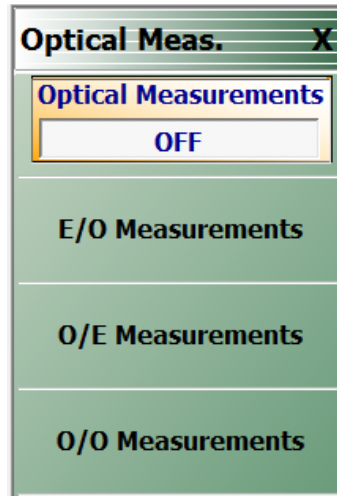 Optical Meas. X
Optical Measurements
OFF
E/O Measurements
O/E Measurements
O/O Measurements